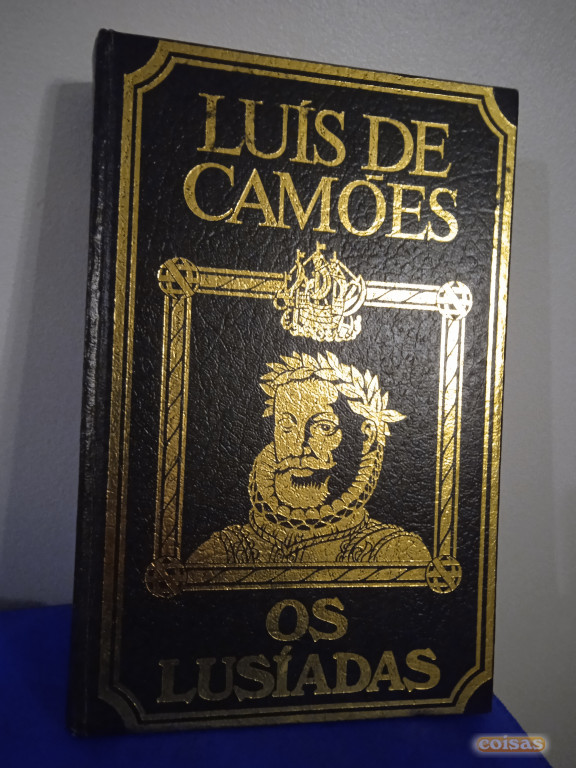 LUÍS DE
CAMÕES
OS
LUSÍADAS
coisas